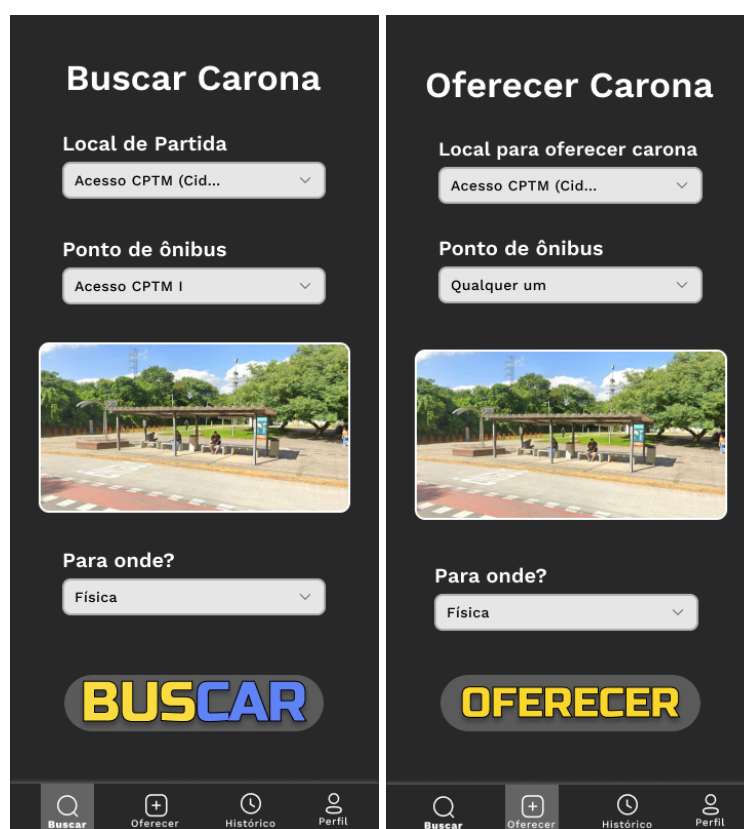 Buscar Carona
Local de Partida
Acesso CPTM (Cid...
Ponto de ônibus
Acesso CPTM I
Para onde?
Física
BUSCAR
Buscar
Oferecer
Histórico
Perfil
Oferecer Carona
Local para oferecer carona
Acesso CPTM (Cid...
Ponto de ônibus
Qualquer um
Para onde?
Física
OFERECER
Buscar
Oferecer
Histórico
Perfil